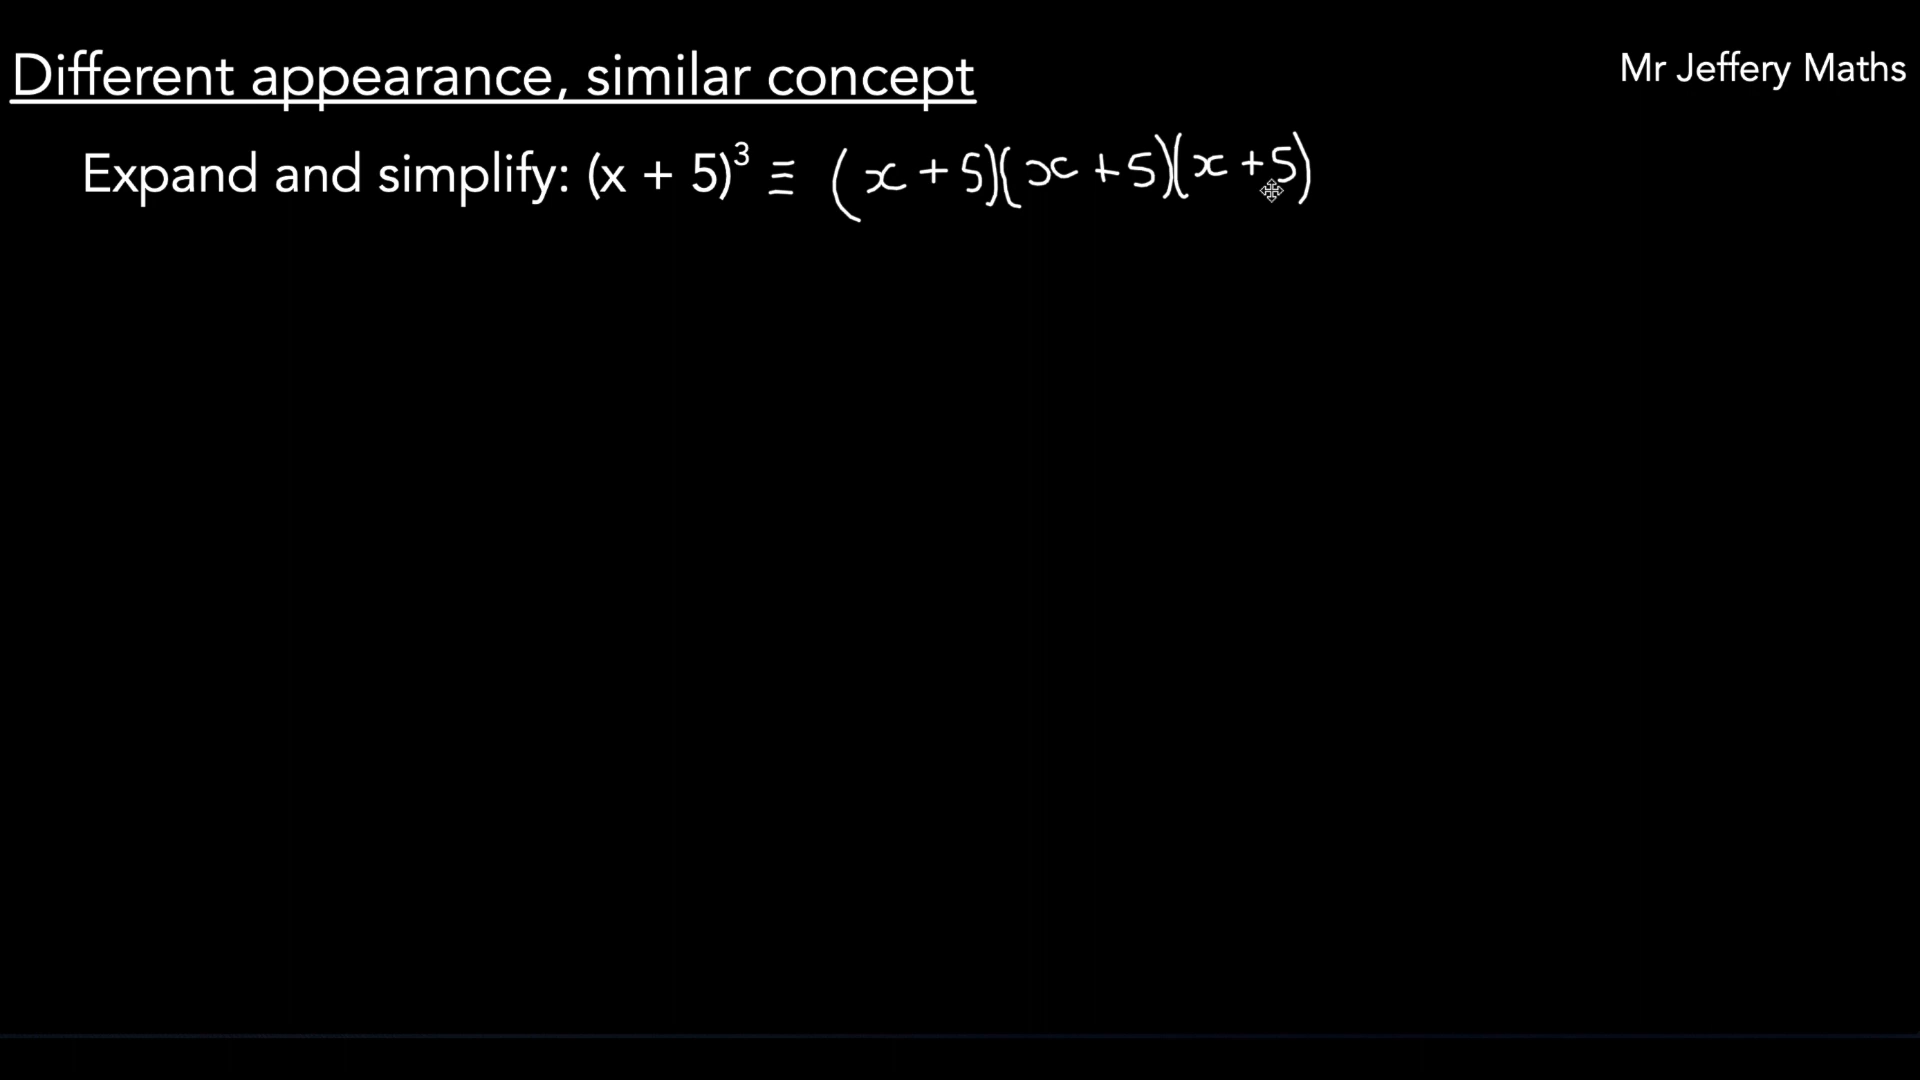 Different appearance, similar concept
Mr Jeffery Maths
Expand and simplify: (x + 5)³ ≡ (x + 5)(x + 5)(x + 5)